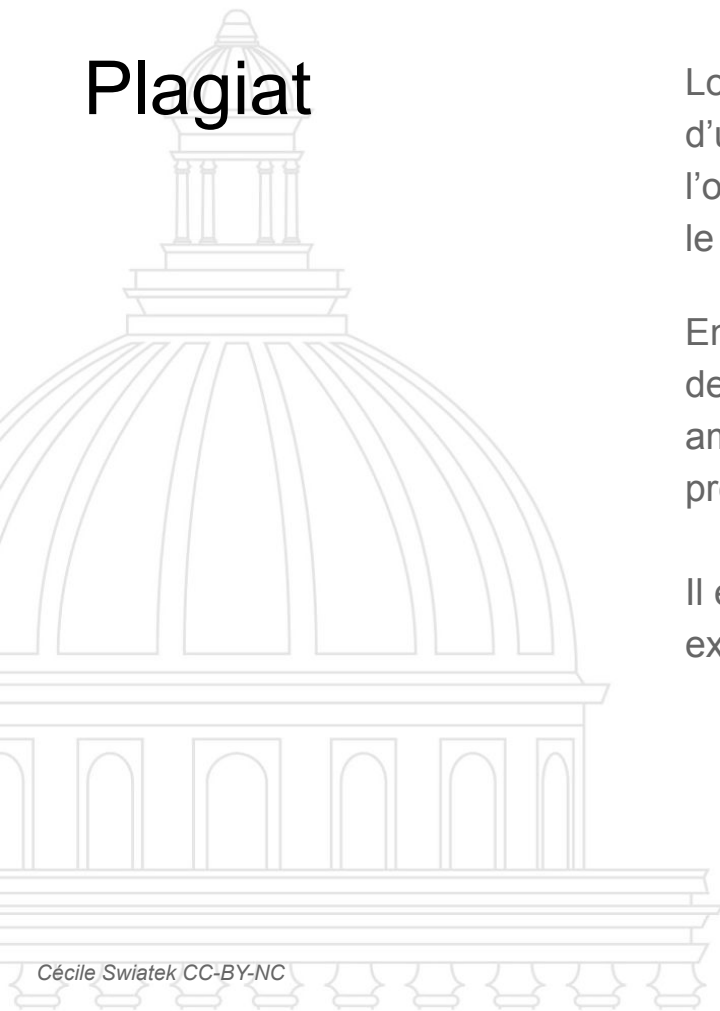 Plagiat
Lo
d'u
l'o
le
En
de
an
pr
Il e
ex
Cécile Swiatek CC-BY-NC